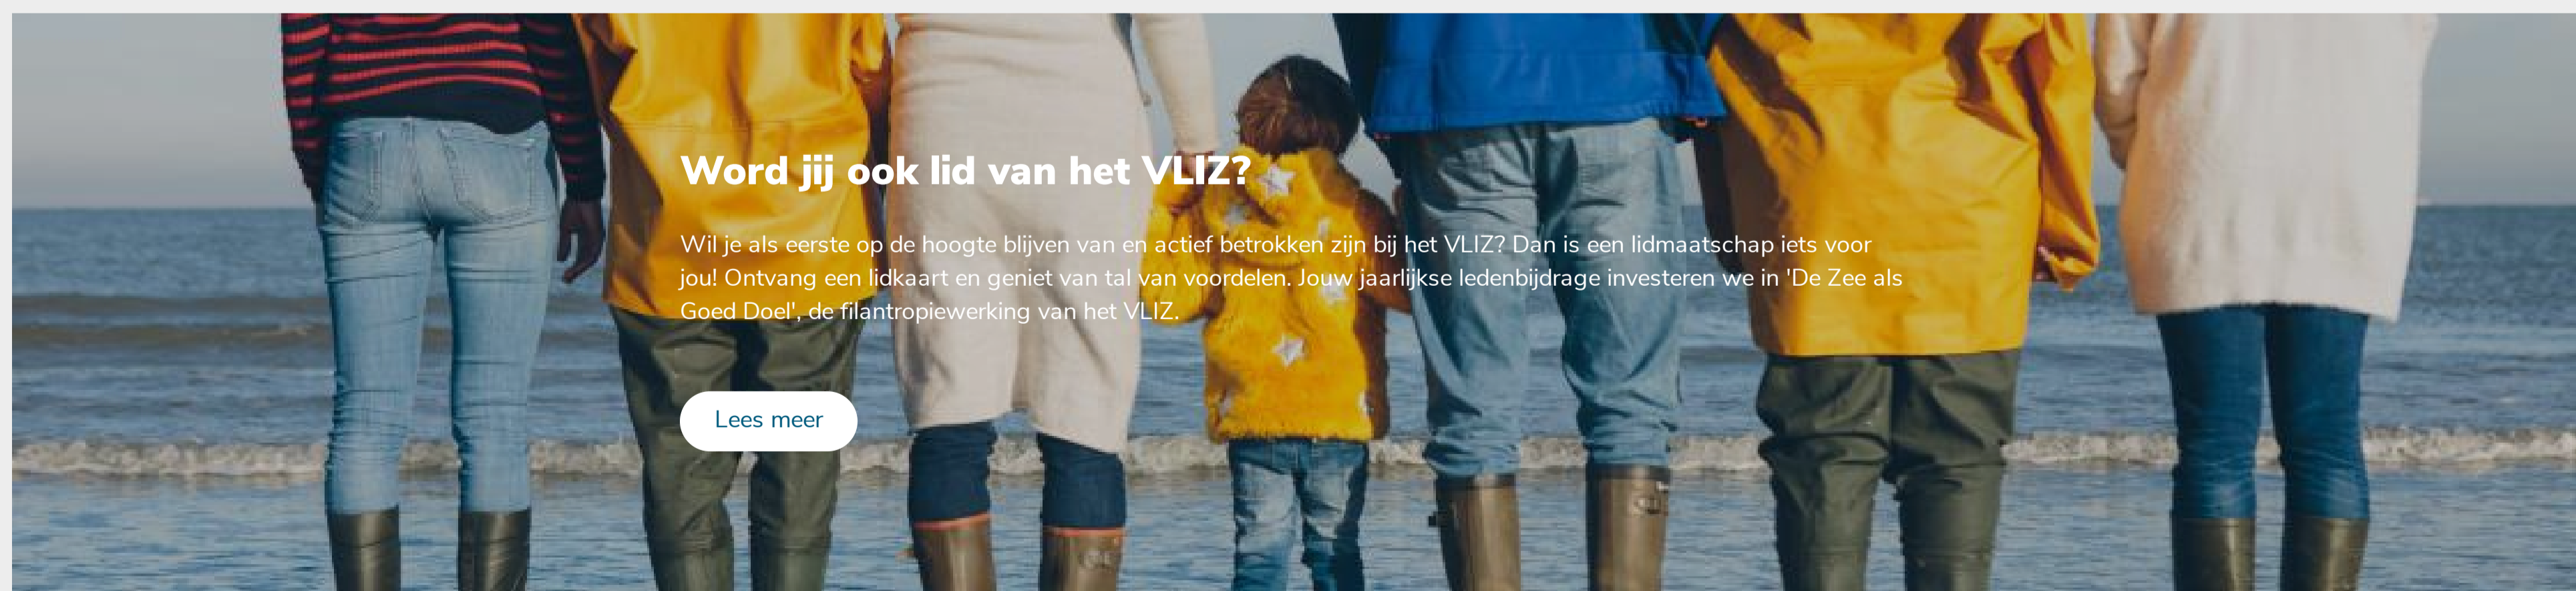 Word jij ook lid van het VLIZ?
Wil je als eerste op de hoogte blijven van en actief betrokken zijn bij het VLIZ? Dan is een lidmaatschap iets voor
jou! Ontvang een lidkaart en geniet van tal van voordelen. Jouw jaarlijkse ledenbijdrage investeren we in 'De Zee als
Goed Doel', de filantropiewerking van het VLIZ.
Lees meer